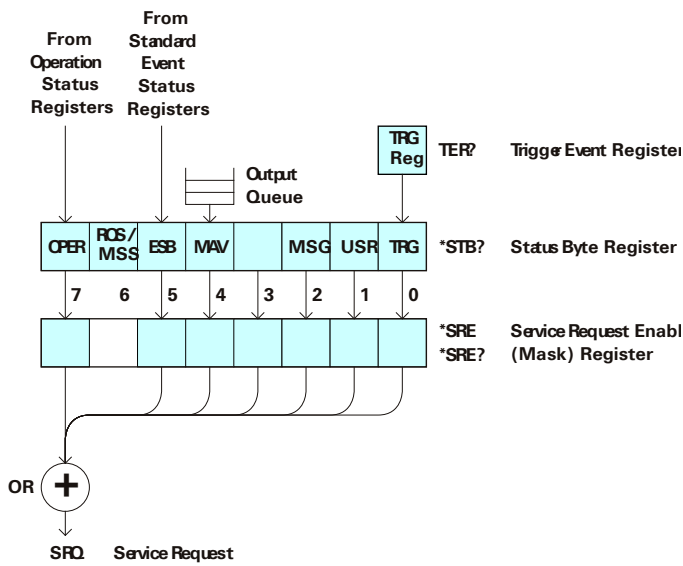 From
Operation
Status
Registers
From
Standard
Event
Status
Registers
TRG
Reg
TER? Trigger Event Register
Output
Queue
OPER RQS/
MSS ESB MAV MSG USR TRG *STB? Status Byte Register
7 6 5 4 3 2 1 0
*SRE Service Request Enabl
*SRE? (Mask) Register
OR +
SRQ Service Request